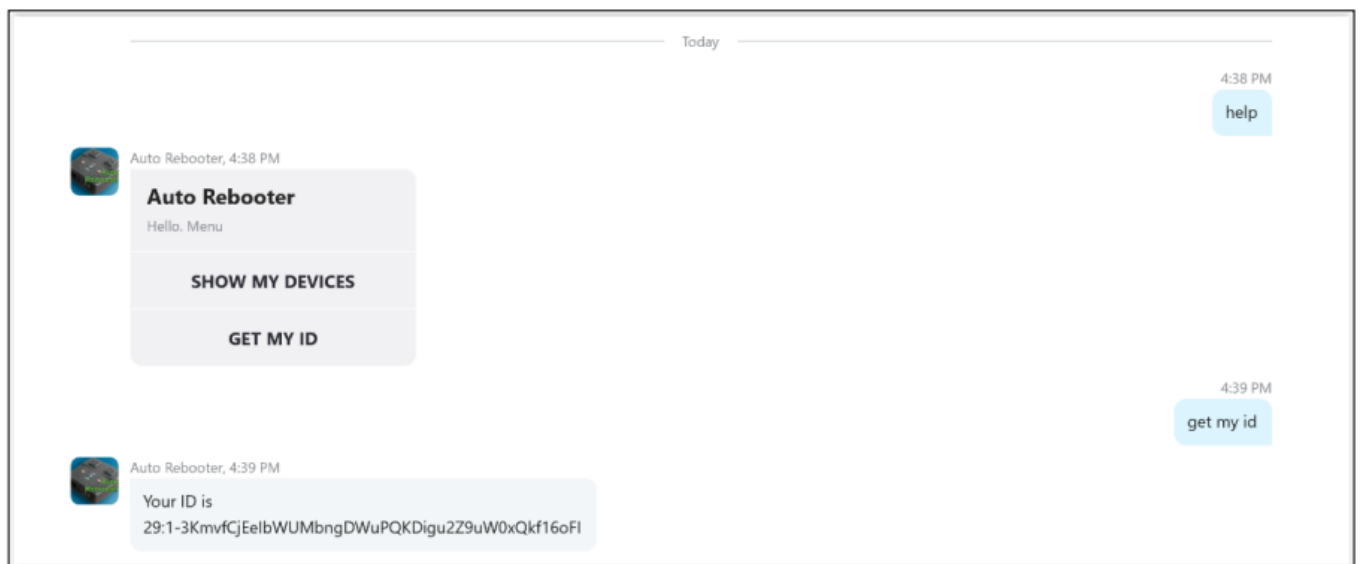 Today
4:38 PM
help
Auto Rebooter, 4:38 PM
Auto Rebooter
Hello. Menu
SHOW MY DEVICES
GET MY ID
4:39 PM
get my id
Auto Rebooter, 4:39 PM
Your ID is
29:1-3KmvfCjEeIbWUMbngDWuPQKDigu2Z9uW0xQkf16oFI